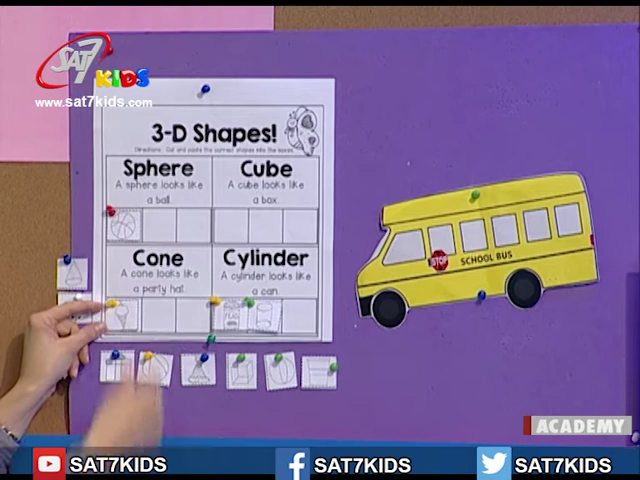 SAT 7 KIDS
www.sat7kids.com
3-D Shapes!
Directions - Cut and paste the correct shapes into the boxes.
Sphere
A sphere looks like
a ball.
Cube
A cube looks like
a box.
Cone
A cone looks like
a party hat.
Cylinder
A cylinder looks like
a can.
STOP
SCHOOL BUS
ACADEMY
SAT7KIDS
SAT7KIDS
SAT7KIDS